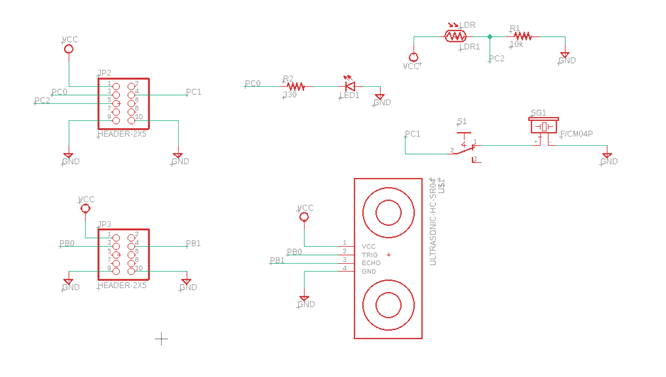 VCC
JP2
1 2
PC0 3 4 PC1
PC2 5 6
7 8
9 10
GND HEADER-2X5 GND
PC0 R2
330 LED1
GND
LDR
VCC LDR1
R1
10k
PC2
GND
PC1
S1
2 1
3
SG1
F/CM04P
GND
VCC
JP3
1 2
PB0 3 4 PB1
5 6
7 8
9 10
GND HEADER-2X5 GND
VCC
1 VCC
PB0 2 TRIG
PB1 3 ECHO
4 GND
GND
ULTRASONIC-HC-SR04